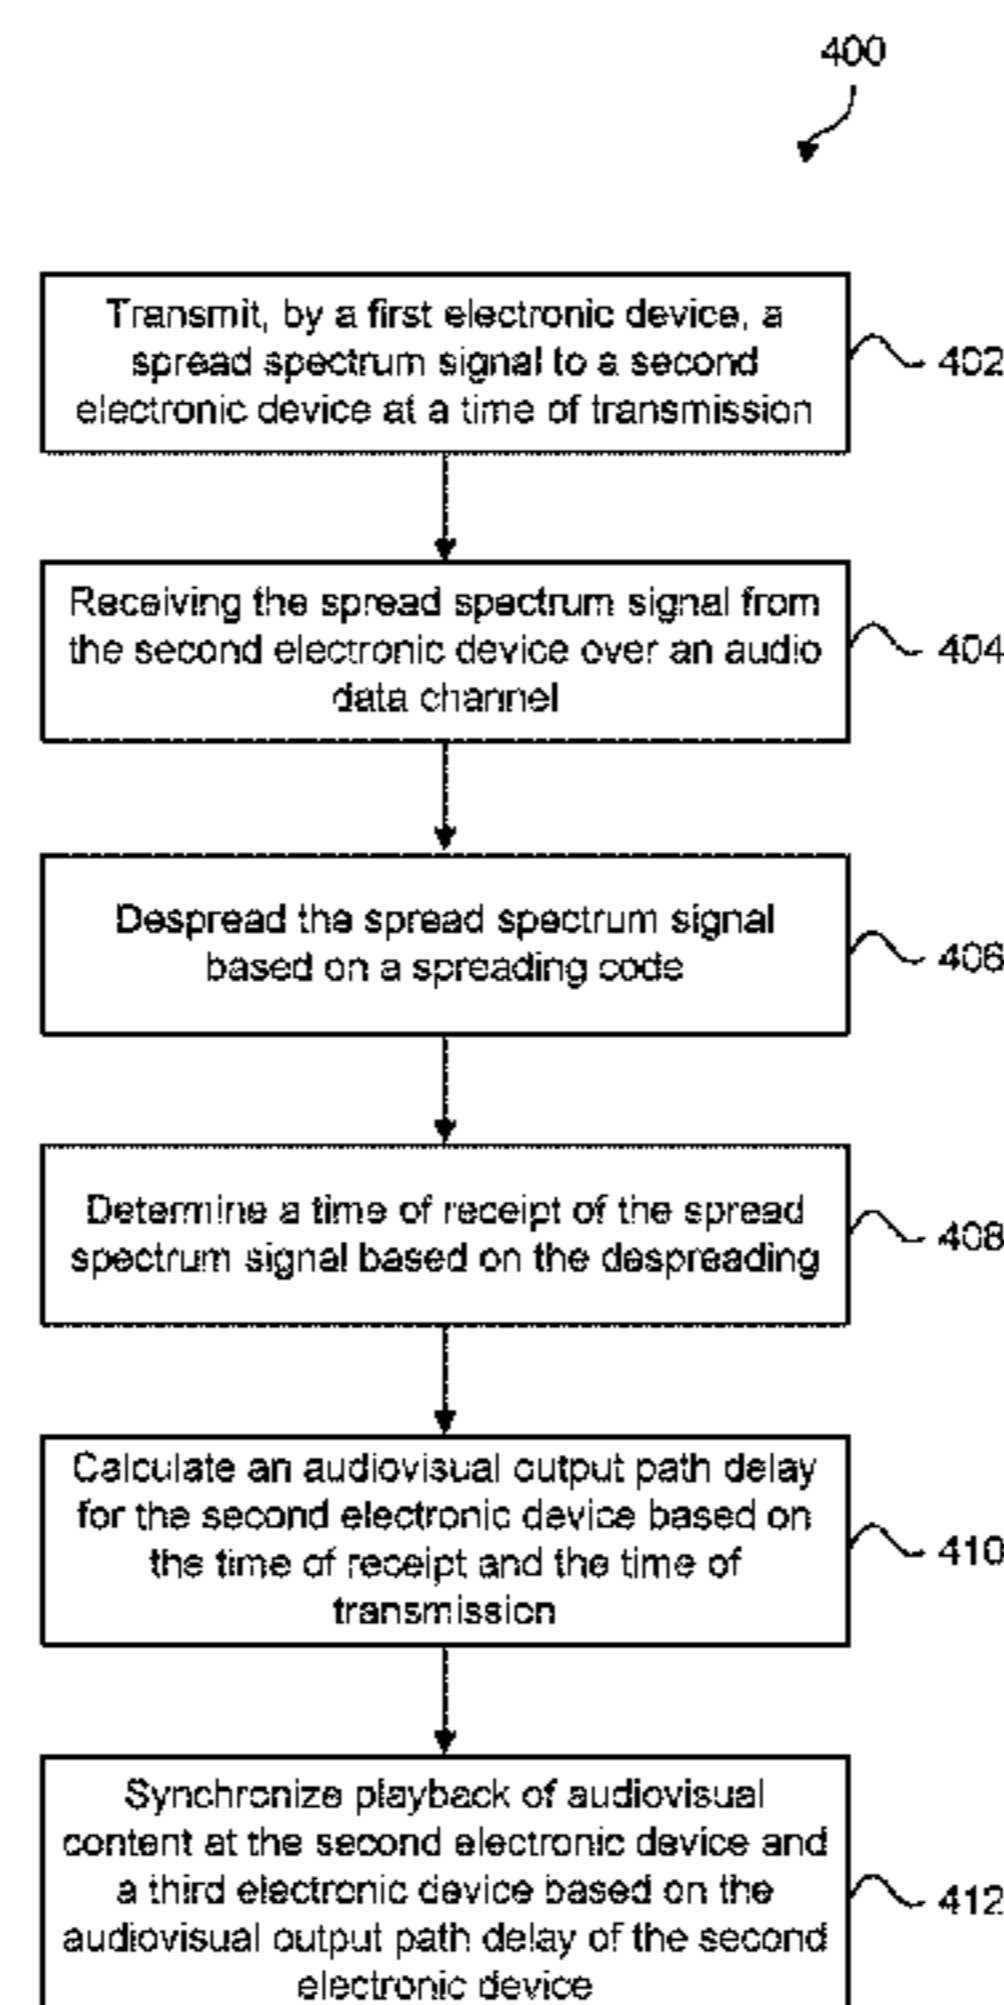 400
Transmit, by a first electronic device, a
spread spectrum signal to a second
electronic device at a time of transmission
402
Receiving the spread spectrum signal from
the second electronic device over an audio
data channel
404
Despread the spread spectrum signal
based on a spreading code
406
Determine a time of receipt of the spread
spectrum signal based on the despreading
408
Calculate an audiovisual output path delay
for the second electronic device based on
the time of receipt and the time of
transmission
410
Synchronize playback of audiovisual
content at the second electronic device and
a third electronic device based on the
audiovisual output path delay of the second
electronic device
412